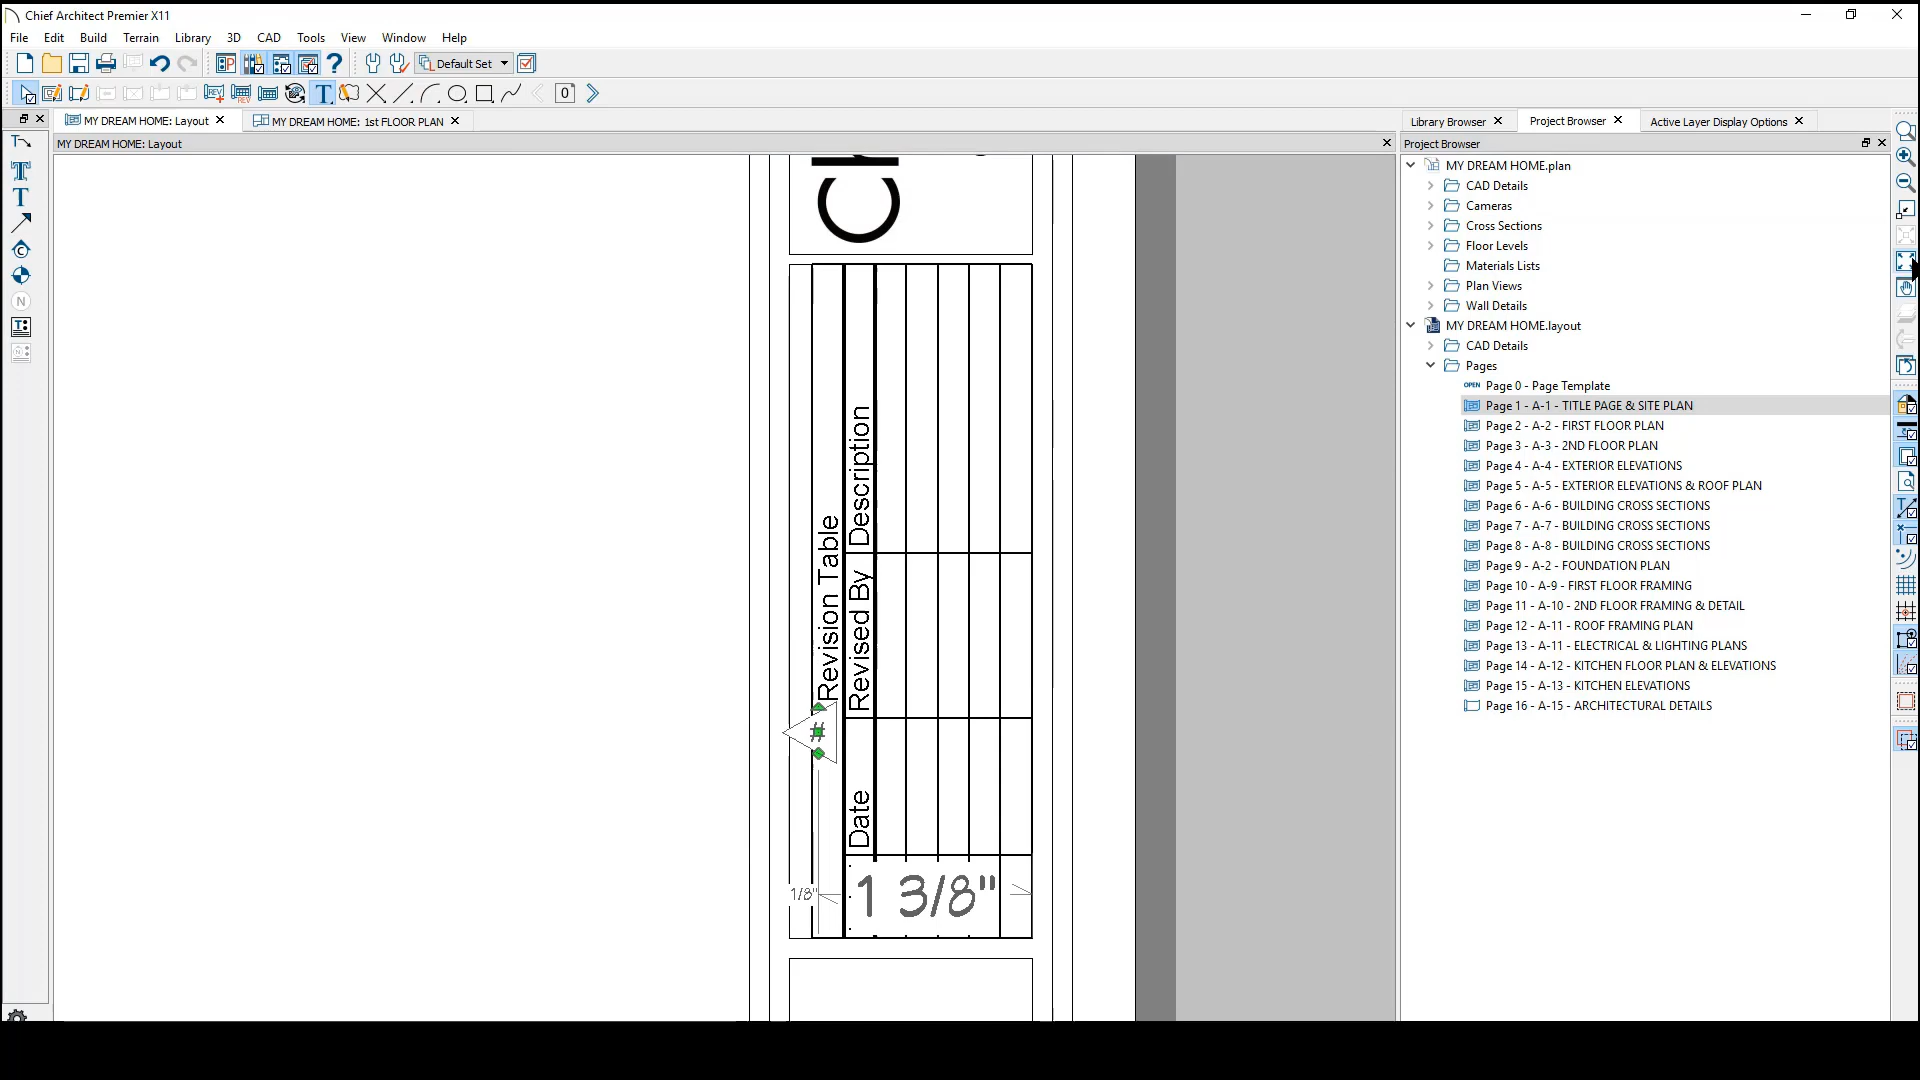 Chief Architect Premier X11
File Edit Build Terrain Library 3D CAD Tools View Window Help
Default Set
MY DREAM HOME: Layout
MY DREAM HOME: 1st FLOOR PLAN
Library Browser
Project Browser
Active Layer Display Options
MY DREAM HOME: Layout
Project Browser
MY DREAM HOME.plan
CAD Details
Cameras
Cross Sections
Floor Levels
Materials Lists
Plan Views
Wall Details
MY DREAM HOME.layout
CAD Details
Pages
OPEN Page 0 - Page Template
Page 1 - A-1 - TITLE PAGE & SITE PLAN
Page 2 - A-2 - FIRST FLOOR PLAN
Page 3 - A-3 - 2ND FLOOR PLAN
Page 4 - A-4 - EXTERIOR ELEVATIONS
Page 5 - A-5 - EXTERIOR ELEVATIONS & ROOF PLAN
Page 6 - A-6 - BUILDING CROSS SECTIONS
Page 7 - A-7 - BUILDING CROSS SECTIONS
Page 8 - A-8 - BUILDING CROSS SECTIONS
Page 9 - A-2 - FOUNDATION PLAN
Page 10 - A-9 - FIRST FLOOR FRAMING
Page 11 - A-10 - 2ND FLOOR FRAMING & DETAIL
Page 12 - A-11 - ROOF FRAMING PLAN
Page 13 - A-11 - ELECTRICAL & LIGHTING PLANS
Page 14 - A-12 - KITCHEN FLOOR PLAN & ELEVATIONS
Page 15 - A-13 - KITCHEN ELEVATIONS
Page 16 - A-15 - ARCHITECTURAL DETAILS
Revision Table
#
Date Revised By Description
1/8"
1 3/8"